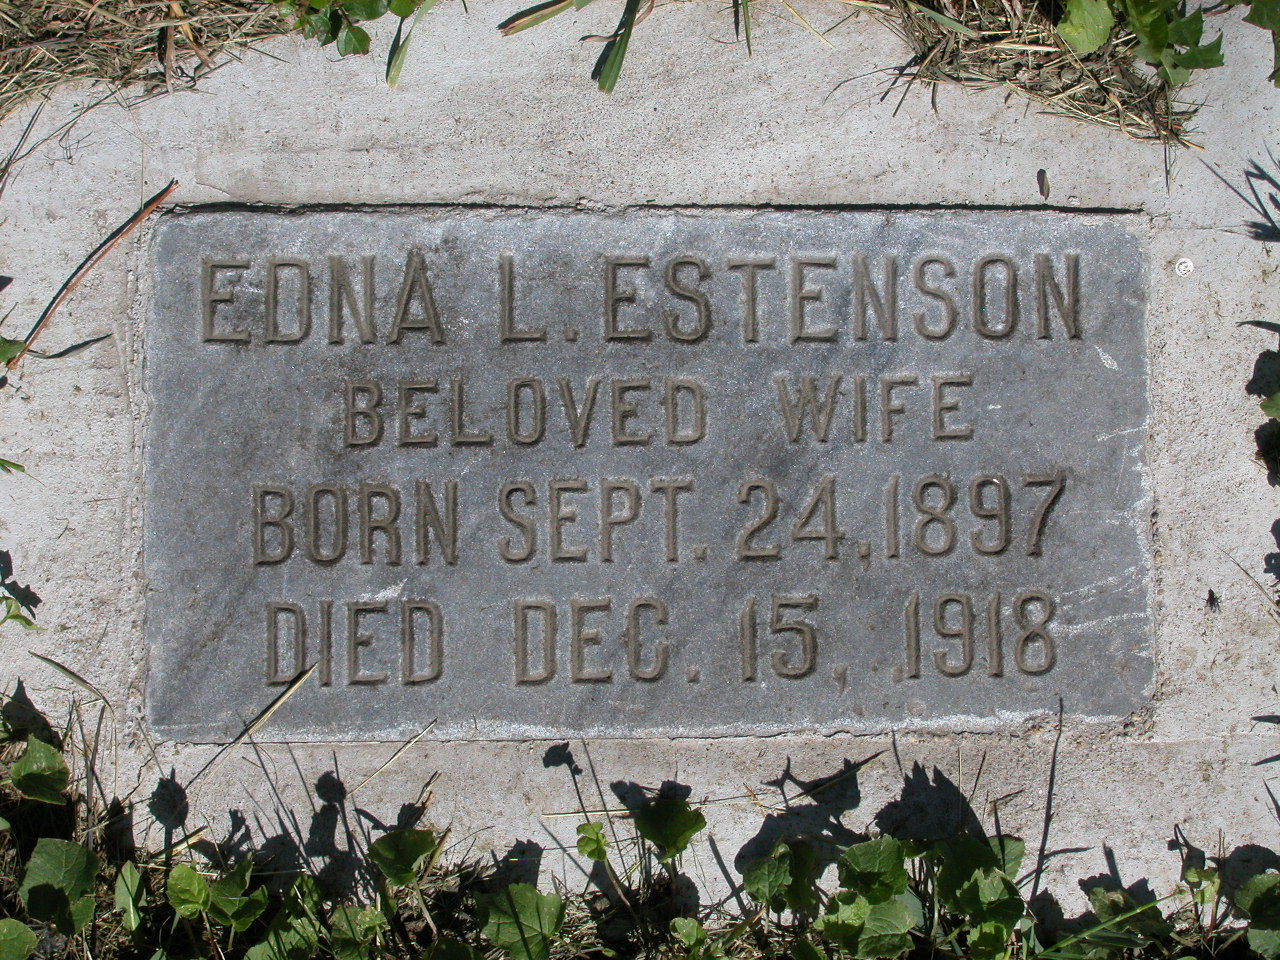 EDNA L. ESTENSON
BELOVED WIFE
BORN SEPT. 24, 1897
DIED DEC. 15, 1918